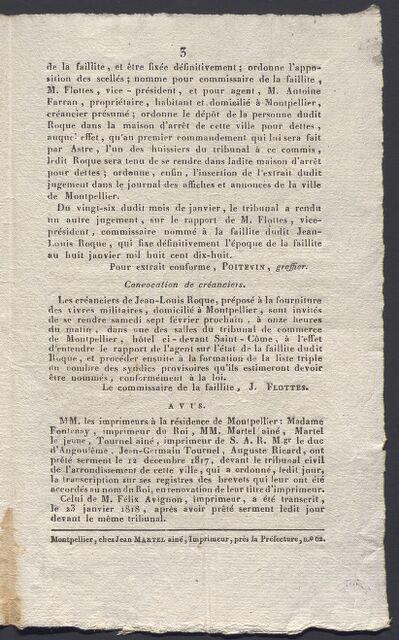 3
de la faillite, et être fixée définitivement; ordonne l'appo-
sition des scellés; nomme pour commissaire de la faillite,
M. Flottes, vice-président, et pour agent, M. Antoine
Farran, propriétaire, habitant et domicilié à Montpellier,
créancier présumé; ordonne le dépôt de la personne dudit
Roque dans la maison d'arrêt de cette ville pour dettes,
auquel effet, qu'au premier commandement qui lui sera fait
par Astre, l'un des huissiers du tribunal à ce commis,
ledit Roque sera tenu de se rendre dans ladite maison d'arrêt
pour dettes; ordonne, enfin, l'insertion de l'extrait dudit
jugement dans le journal des affiches et annonces de la ville
de Montpellier.
Du vingt-six dudit mois de janvier, le tribunal a rendu
un autre jugement, sur le rapport de M. Flottes, vice-
président, commissaire nommé à la faillite dudit Jean-
Louis Roque, qui fixe définitivement l'époque de la faillite
au huit janvier mil huit cent dix-huit.
Pour extrait conforme, POITEVIN, greffier.
Convocation de créanciers.
Les créanciers de Jean-Louis Roque, préposé à la fourniture
des vivres militaires, domicilié à Montpellier, sont invités
de se rendre samedi sept février prochain, à onze heures
du matin, dans une des salles du tribunal de commerce
de Montpellier, hôtel ci-devant Saint-Côme, à l'effet
d'entendre le rapport de l'agent sur l'état de la faillite dudit
Roque, et procéder ensuite à la formation de la liste triple
du nombre des syndics provisoires qu'ils estimeront devoir
être nommés, conformément à la loi.
Le commissaire de la faillite, J. FLOTTES.
AVIS.
MM. les imprimeurs à la résidence de Montpellier: Madame
Fontenay, imprimeur du Roi, MM. Martel aîné, Martel
le jeune, Tournel aîné, imprimeur de S. A. R. Mgr le duc
d'Angoulême, Jean-Germain Tournel, Auguste Ricard, ont
prêté serment le 12 décembre 1817, devant le tribunal civil
de l'arrondissement de cette ville, qui a ordonné, ledit jour,
la transcription sur ses registres des brevets qui leur ont été
accordés au nom du Roi, en rénovation de leur titre d'imprimeur.
Celui de M. Félix Avignon, imprimeur, a été transcrit,
le 23 janvier 1818, après avoir prêté serment ledit jour
devant le même tribunal.
Montpellier, chez Jean MARTEL aîné, Imprimeur, près la Préfecture, n.º 62.